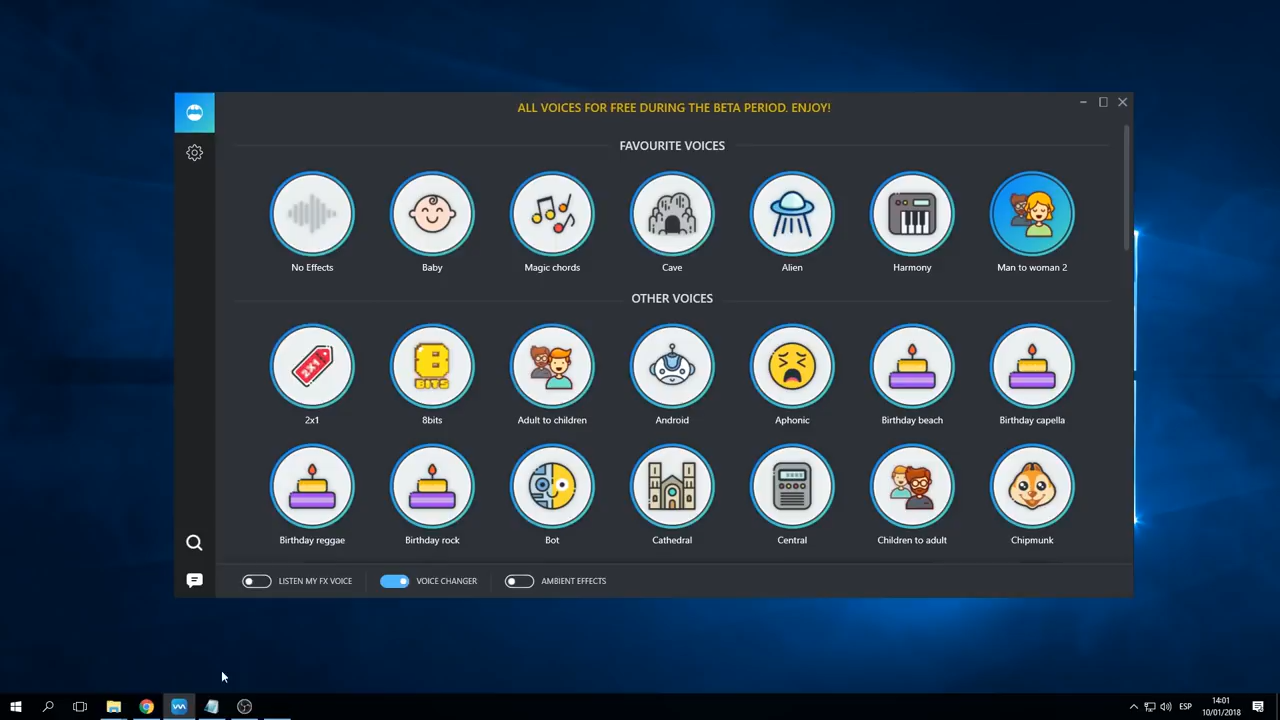 ALL VOICES FOR FREE DURING THE BETA PERIOD. ENJOY!
FAVOURITE VOICES
No Effects
Baby
Magic chords
Cave
Alien
Harmony
Man to woman 2
OTHER VOICES
2X1
8
BITS
2x1
8bits
Adult to children
Android
Aphonic
Birthday beach
Birthday capella
Birthday reggae
Birthday rock
Bot
Cathedral
Central
Children to adult
Chipmunk
LISTEN MY FX VOICE
VOICE CHANGER
AMBIENT EFFECTS
ESP
14:01
10/01/2018